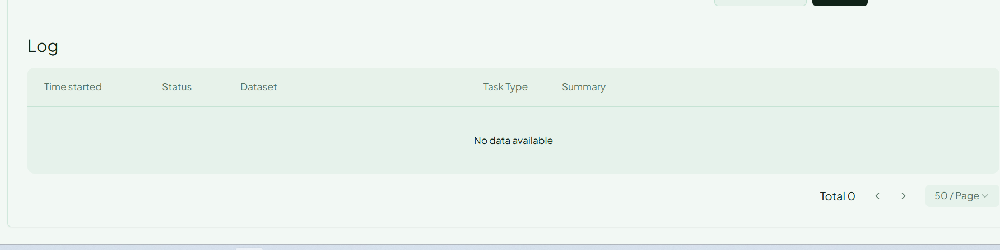 Log
Time started Status Dataset Task Type Summary
No data available
Total 0 50 / Page